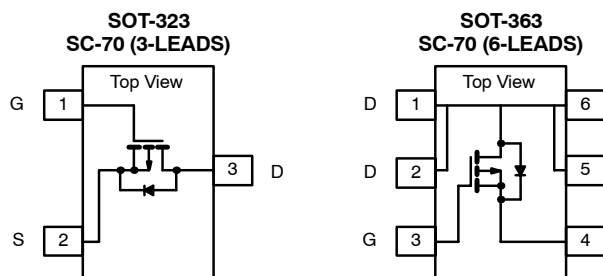 SOT-323
SC-70 (3-LEADS)
Top View
G 1
3 D
S 2
SOT-363
SC-70 (6-LEADS)
Top View
D 1 6
D 2 5
G 3 4